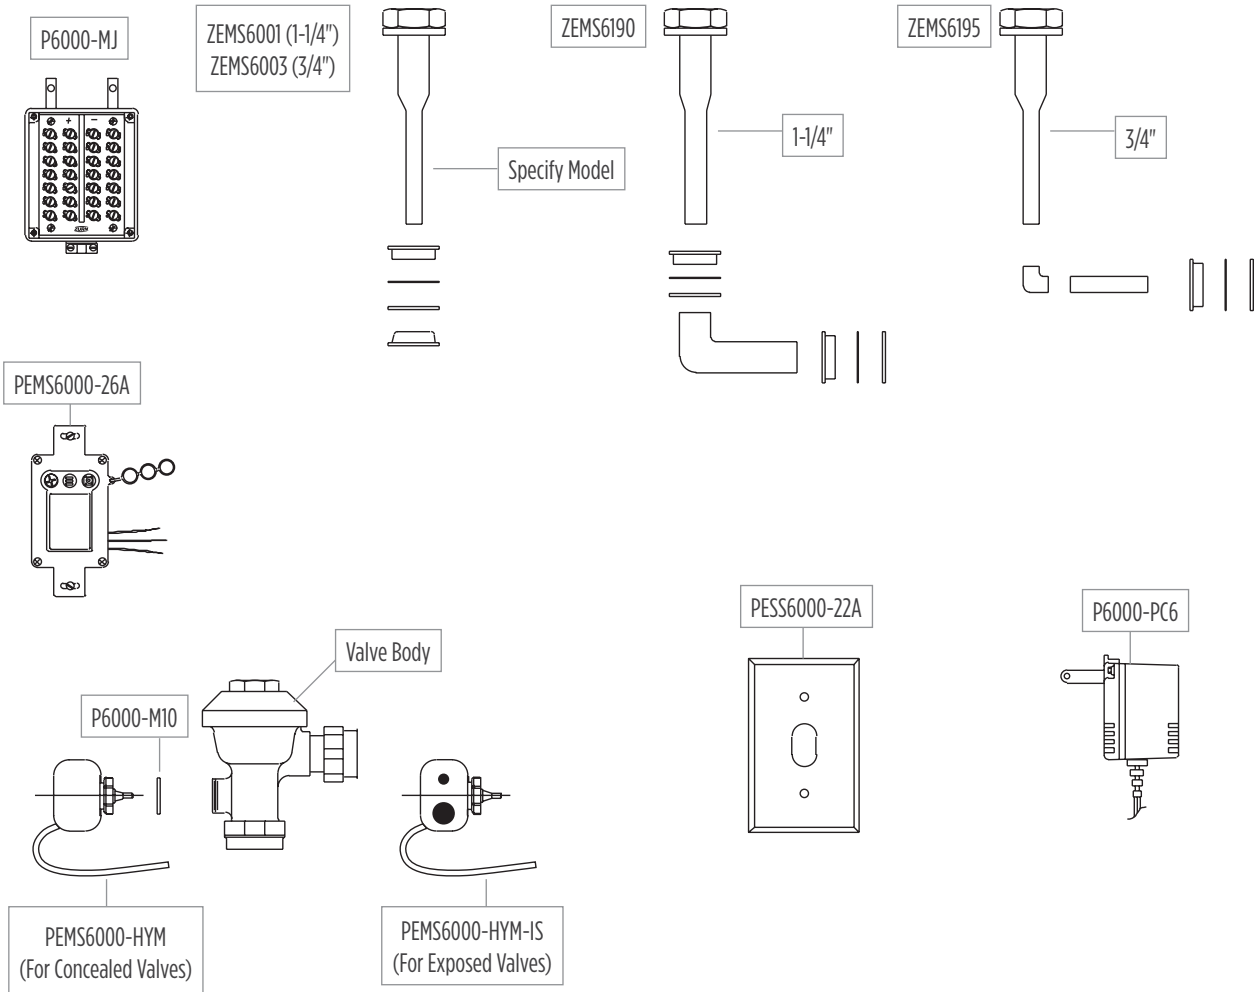 P6000-MJ
ZEMS6001 (1-1/4")
ZEMS6003 (3/4")
ZEMS6190
ZEMS6195
Specify Model
1-1/4"
3/4"
PEMS6000-26A
PESS6000-22A
P6000-PC6
Valve Body
P6000-M10
PEMS6000-HYM
(For Concealed Valves)
PEMS6000-HYM-IS
(For Exposed Valves)